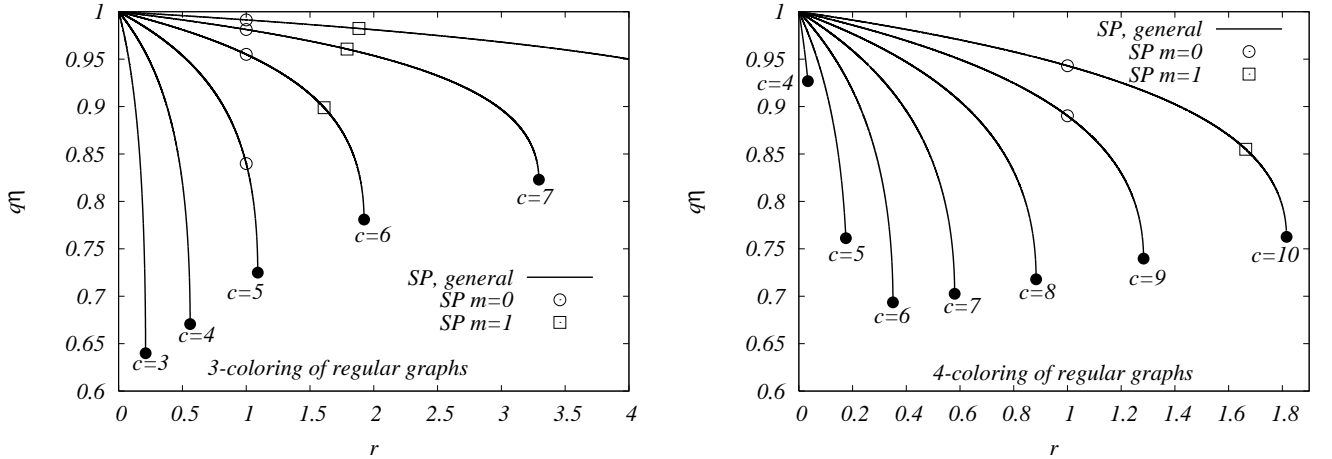 qη
1
0.95
0.9
0.85
0.8
0.75
0.7
0.65
0.6
c=3
c=4
c=5
c=6
c=7
SP, general
SP m=0
SP m=1
3-coloring of regular graphs
0 0.5 1 1.5 2 2.5 3 3.5 4
r
qη
1
0.95
0.9
0.85
0.8
0.75
0.7
0.65
0.6
SP, general
SP m=0
SP m=1
c=4
c=5
c=6
c=7
c=8
c=9
c=10
4-coloring of regular graphs
0 0.2 0.4 0.6 0.8 1 1.2 1.4 1.6 1.8
r